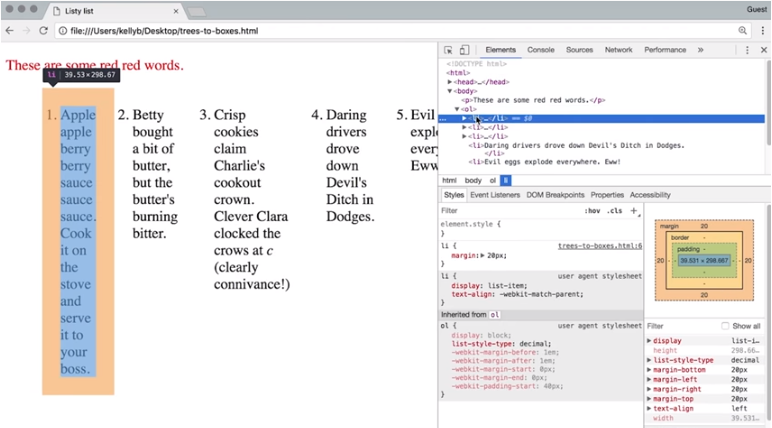 Listy list
Guest
file:///Users/kellyb/Desktop/trees-to-boxes.html
These are some red red words.
li 39.53×298.67
1. Apple
apple
berry
berry
sauce
sauce
sauce.
Cook
it on
the
stove
and
serve
it to
your
boss.
2. Betty
bought
a bit of
butter,
but the
butter's
burning
bitter.
3. Crisp
cookies
claim
Charlie's
cookout
crown.
Clever Clara
clocked the
crows at c
(clearly
connivance!)
4. Daring
drivers
drove
down
Devil's
Ditch in
Dodges.
5. Evil
explo
ever
Eww
Elements Console Sources Network Performance »
<!DOCTYPE html>
<html>
<head>…</head>
<body>
<p>These are some red red words.</p>
<ol>
… <li>…</li> == $0
<li>…</li>
<li>…</li>
<li>Daring drivers drove down Devil's Ditch in Dodges.
</li>
<li>Evil eggs explode everywhere. Eww!
html body ol li
Styles Event Listeners DOM Breakpoints Properties Accessibility
Filter :hov .cls +
element.style {
}
li { trees-to-boxes.html:6
margin: 20px;
}
li { user agent stylesheet
display: list-item;
text-align: -webkit-match-parent;
}
Inherited from ol
ol { user agent stylesheet
display: block;
list-style-type: decimal;
-webkit-margin-before: 1em;
-webkit-margin-after: 1em;
-webkit-margin-start: 0px;
-webkit-margin-end: 0px;
-webkit-padding-start: 40px;
}
margin 20
border -
padding -
20 - - 39.531 × 298.667 - - 20
-
-
20
Filter Show all
display list-i…
height 298.66…
list-style-type decimal
margin-bottom 20px
margin-left 20px
margin-right 20px
margin-top 20px
text-align left
width 39.531…